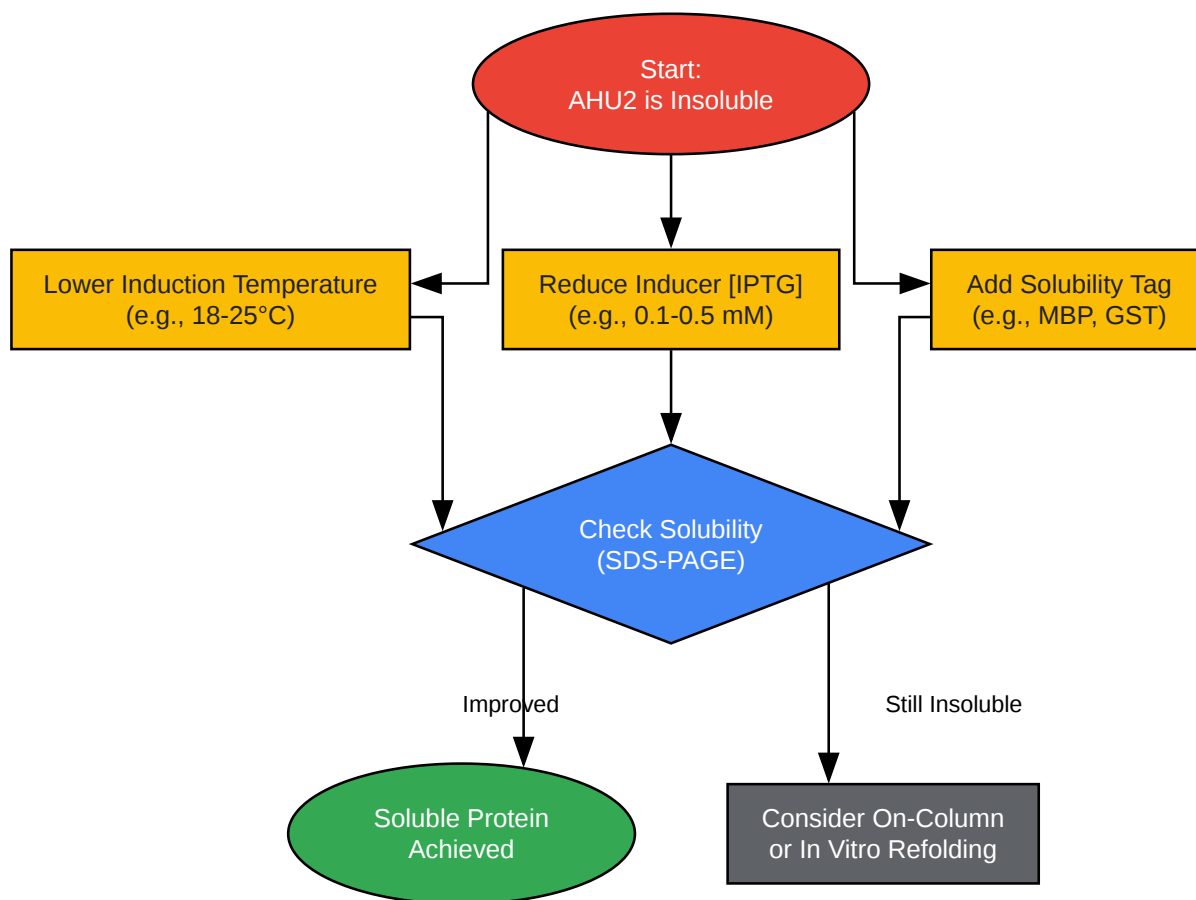 Start:
AHU2 is Insoluble
Lower Induction Temperature
(e.g., 18-25°C)
Reduce Inducer [IPTG]
(e.g., 0.1-0.5 mM)
Add Solubility Tag
(e.g., MBP, GST)
Check Solubility
(SDS-PAGE)
Improved
Still Insoluble
Soluble Protein
Achieved
Consider On-Column
or In Vitro Refolding